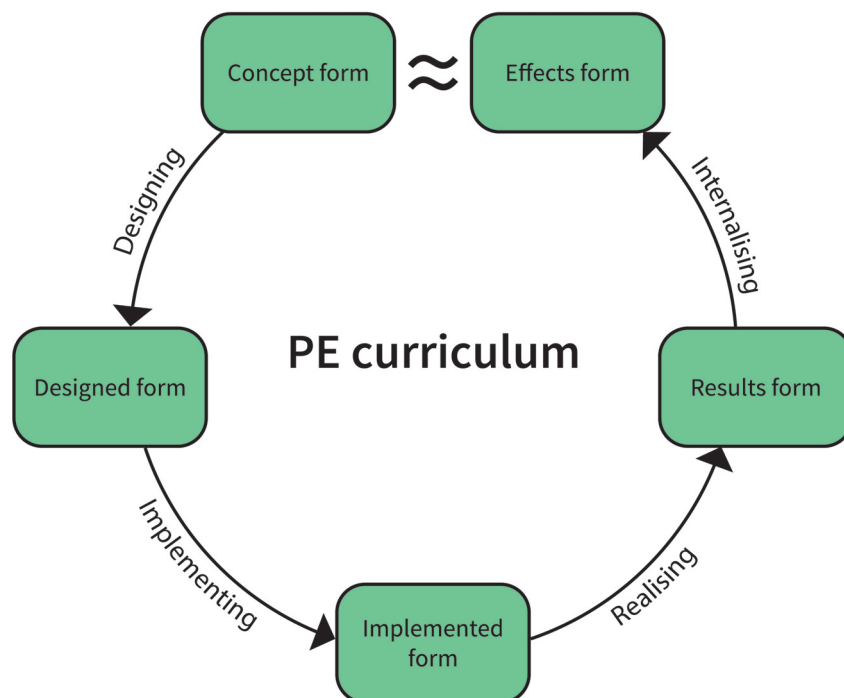 Concept form
≈
Effects form
Designing
Internalising
PE curriculum
Designed form
Results form
Implementing
Realising
Implemented
form